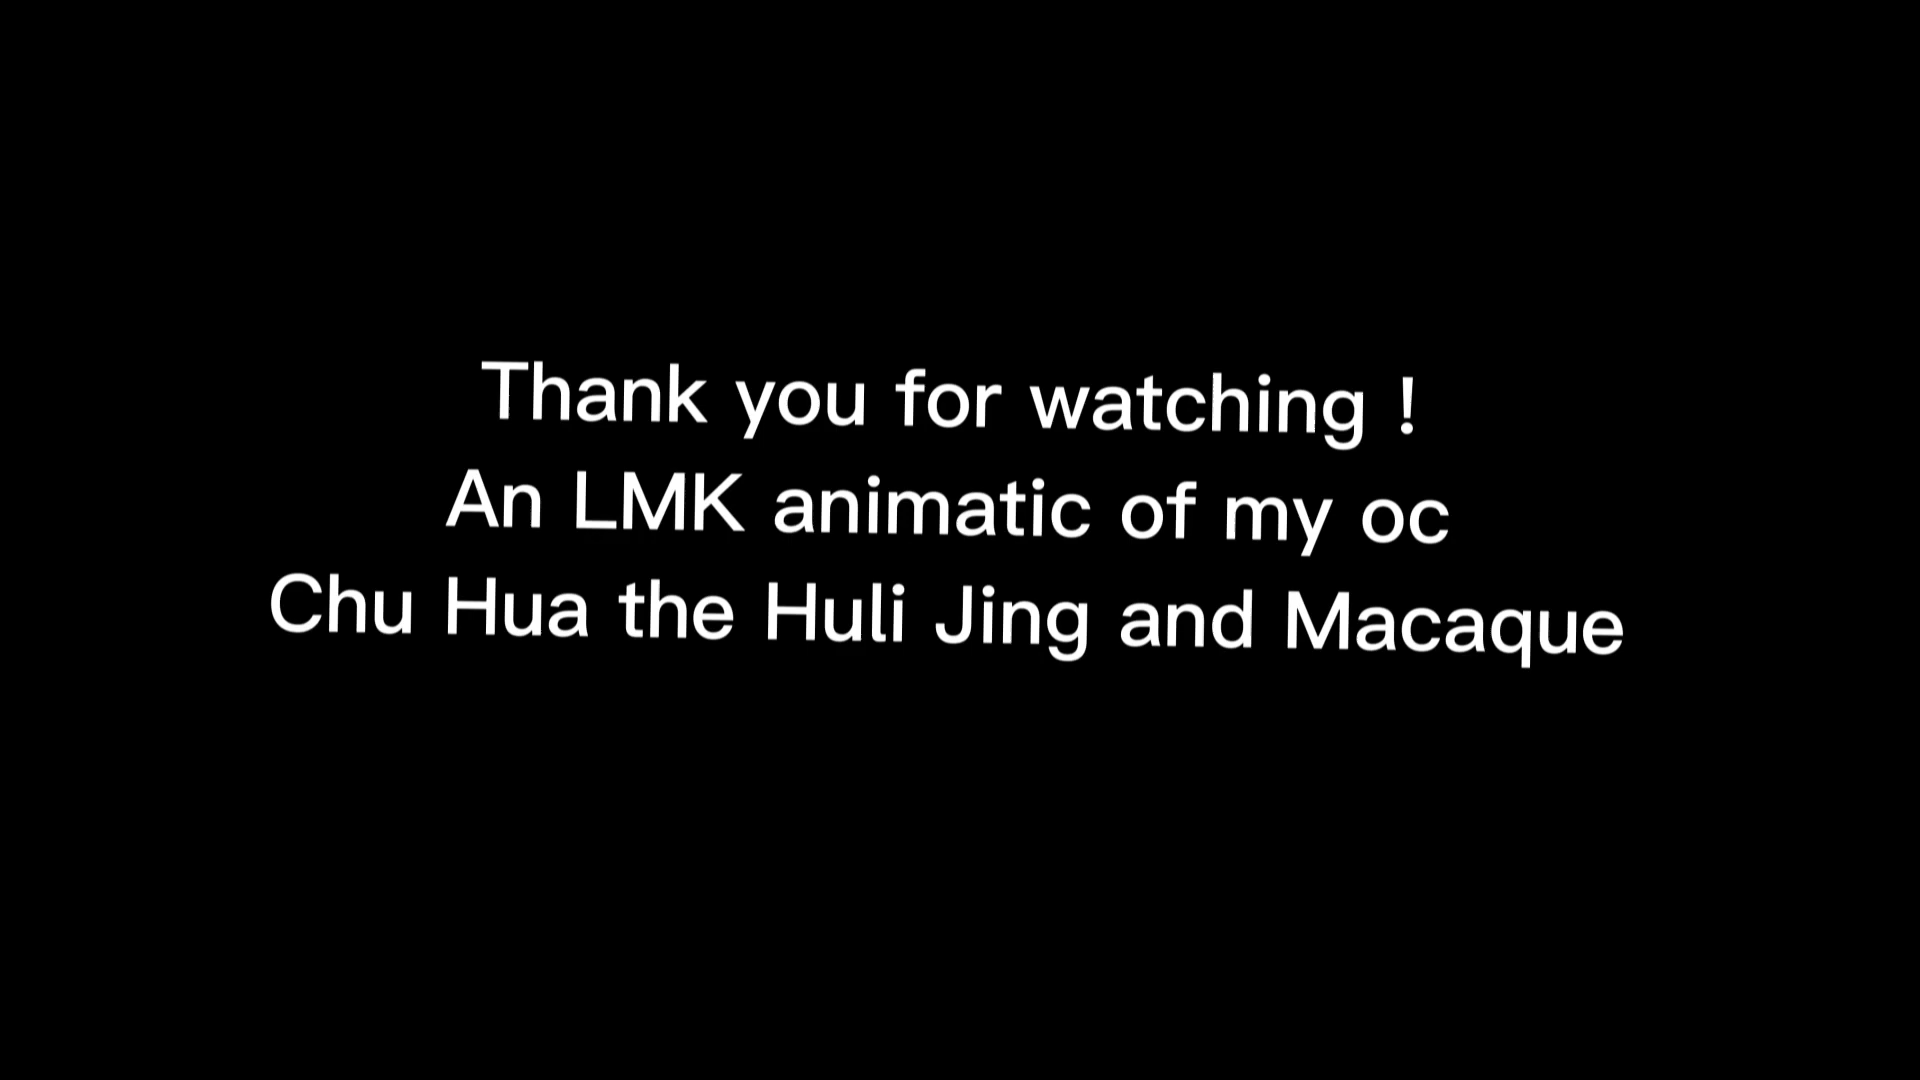 Thank you for watching !
An LMK animatic of my oc
Chu Hua the Huli Jing and Macaque